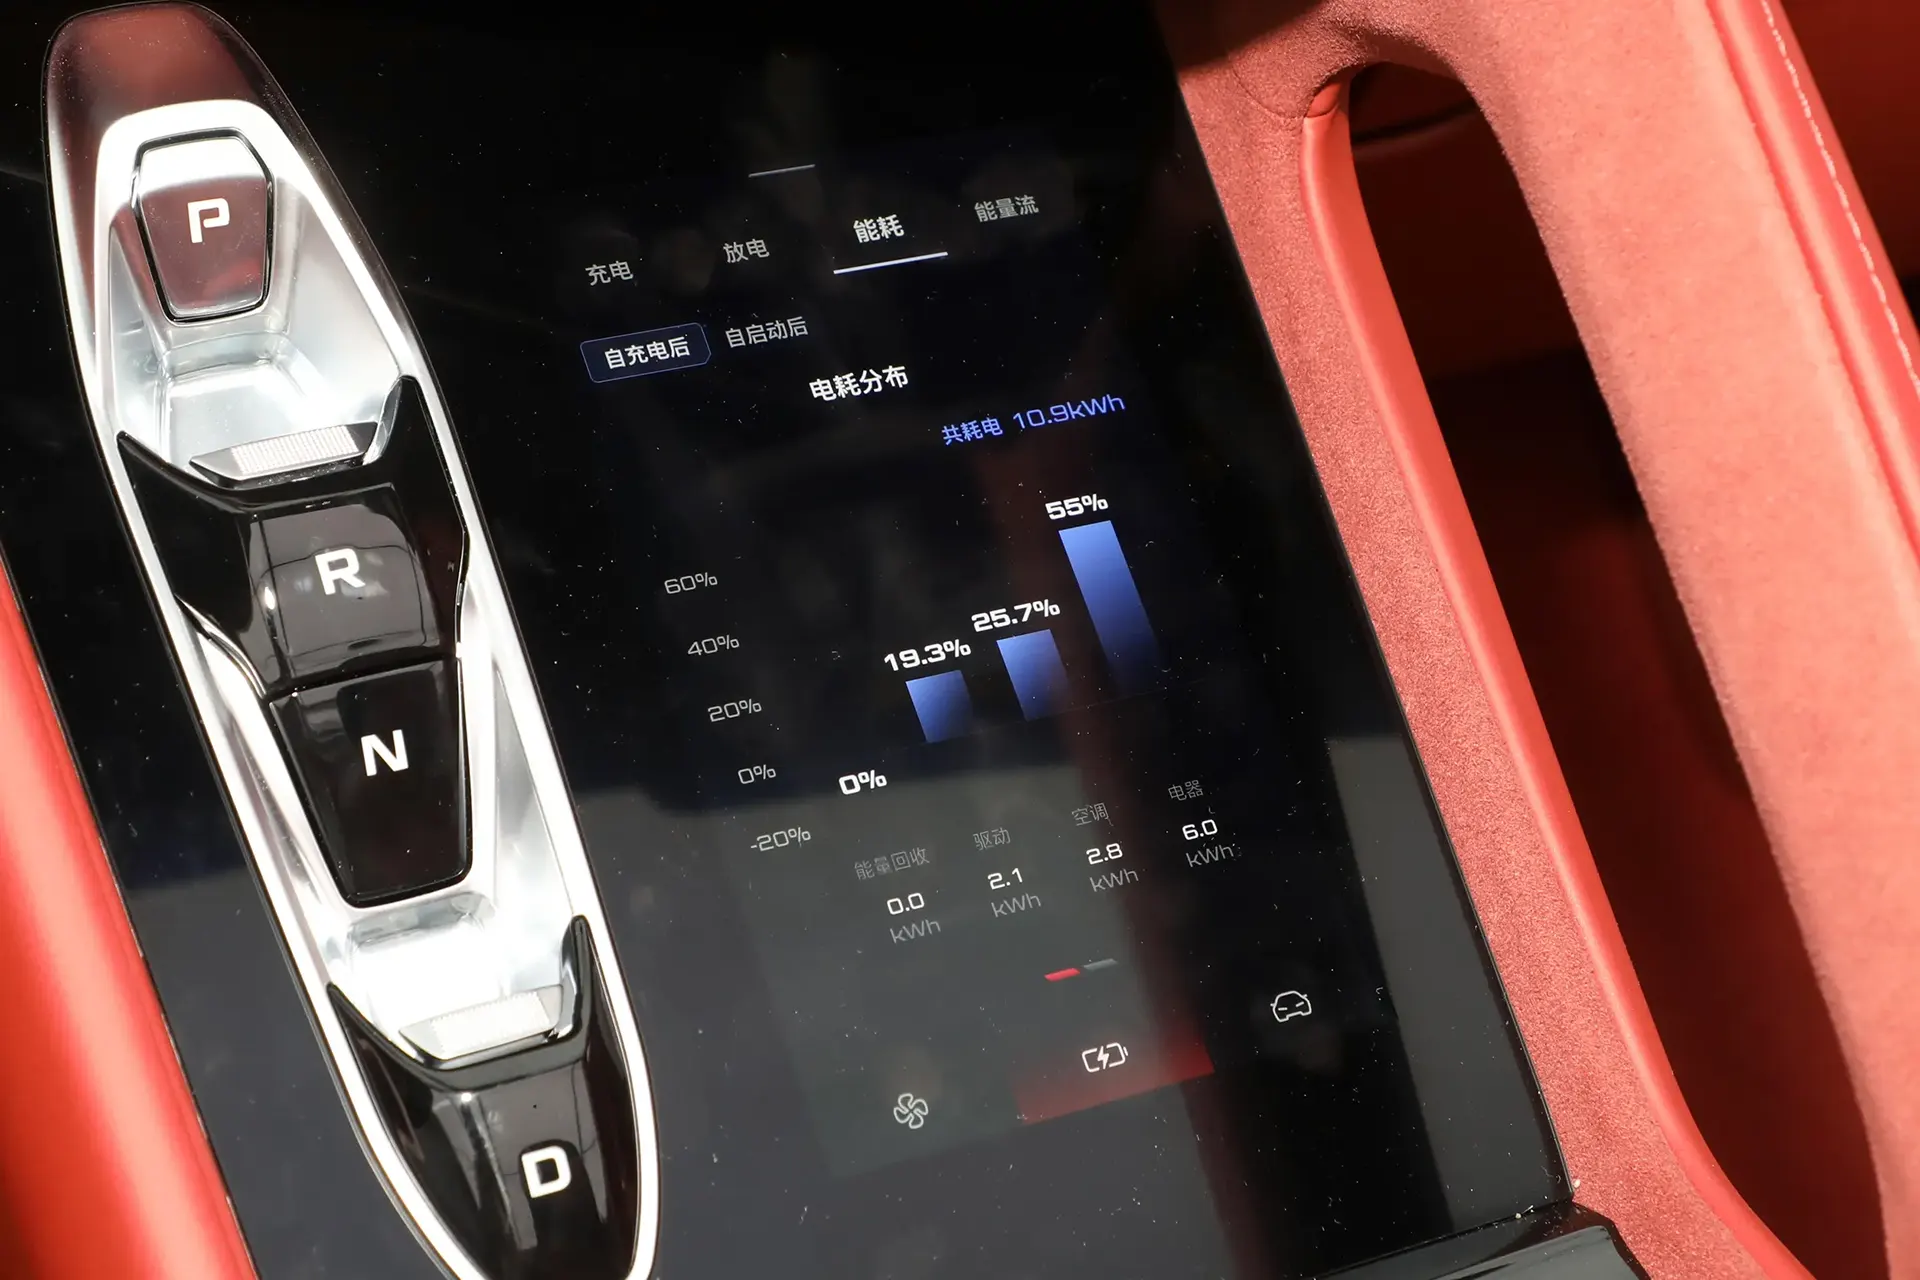 P
R
N
D
充电 放电 能耗 能量流
自充电后 自启动后
电耗分布
共耗电 10.9kWh
60%
40%
20%
0%
-20%
0% 19.3% 25.7% 55%
能量回收 驱动 空调 电器
0.0 2.1 2.8 6.0
kWh kWh kWh kWh